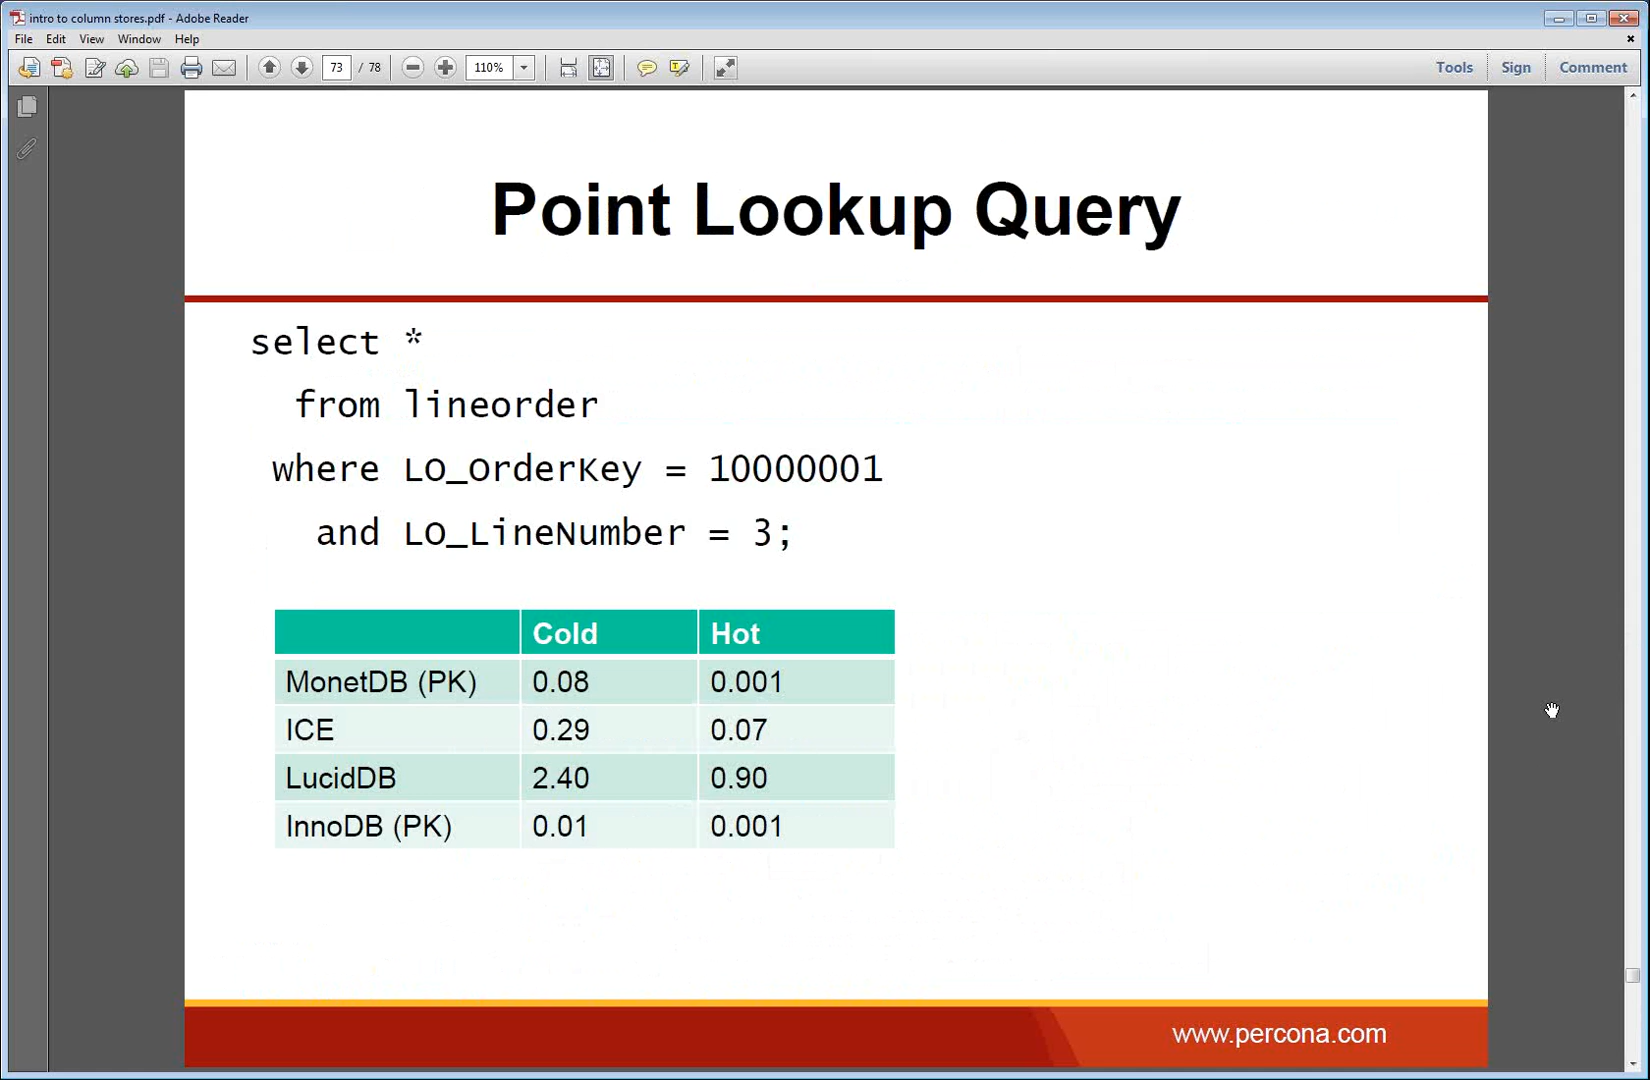 intro to column stores.pdf - Adobe Reader
File Edit View Window Help
73 / 78 110% Tools Sign Comment
Point Lookup Query
select *
from lineorder
where LO_OrderKey = 10000001
and LO_LineNumber = 3;
Cold Hot
MonetDB (PK) 0.08 0.001
ICE 0.29 0.07
LucidDB 2.40 0.90
InnoDB (PK) 0.01 0.001
www.percona.com